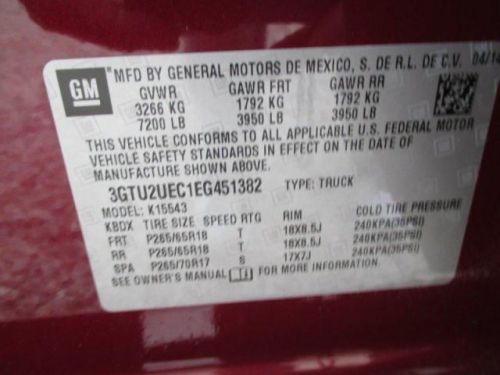 GM *MFD BY GENERAL MOTORS DE MEXICO, S. DE R.L. DE C.V. 04/14
GVWR GAWR FRT GAWR RR
3266 KG 1792 KG 1792 KG
7200 LB 3950 LB 3950 LB
THIS VEHICLE CONFORMS TO ALL APPLICABLE U.S. FEDERAL MOTOR
VEHICLE SAFETY STANDARDS IN EFFECT ON THE DATE OF
MANUFACTURE SHOWN ABOVE.
3GTU2UEC1EG451382 TYPE: TRUCK
MODEL: K15543
KBDX TIRE SIZE SPEED RTG RIM COLD TIRE PRESSURE
FRT P265/65R18 T 18X8.5J 240KPA(35PSI)
RR P265/65R18 T 18X8.5J 240KPA(35PSI)
SPA P265/70R17 S 17X7J 240KPA(35PSI)
SEE OWNER'S MANUAL FOR ADDITIONAL INFORMATION.